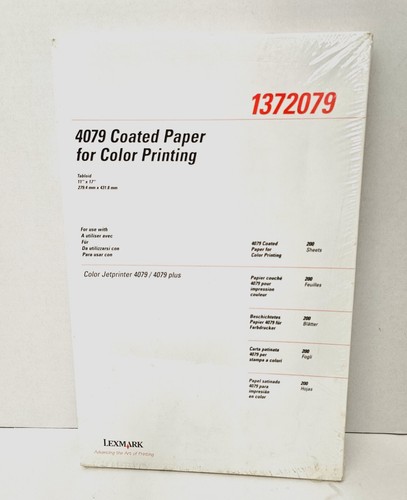 1372079
4079 Coated Paper
for Color Printing
Tabloid
11" x 17"
279.4 mm x 431.8 mm
For use with
A utiliser avec
Für
Da utilizzarsi con
Para usar con
Color Jetprinter 4079 / 4079 plus
4079 Coated
Paper for
Color Printing
200
Sheets
Papier couché
4079 pour
impression
couleur
200
Feuilles
Beschichtetes
Papier 4079 für
Farbdrucker
200
Blätter
Carta patinata
4079 per
stampa a colori
200
Fogli
Papel satinado
4079 para
impresión
en color
200
Hojas
LEXMARK
Advancing the Art of Printing